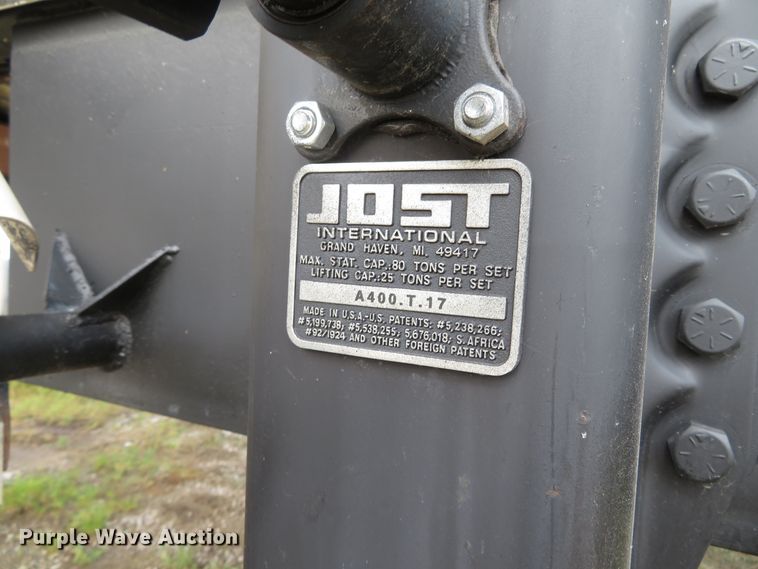 JOST
INTERNATIONAL
GRAND HAVEN, MI. 49417
MAX. STAT. CAP.:80 TONS PER SET
LIFTING CAP.:25 TONS PER SET
A400.T.17
MADE IN U.S.A.-U.S. PATENTS: #5,238,266;
#5,199,738; #5,538,255; 5,676,018; S. AFRICA
#92/1924 AND OTHER FOREIGN PATENTS
Purple Wave Auction